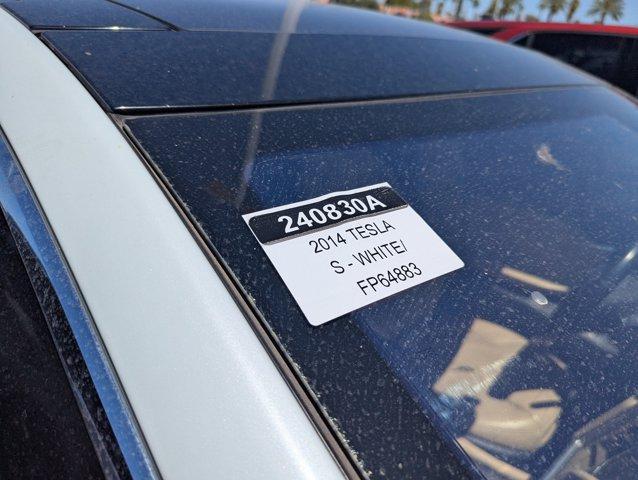 240830A
2014 TESLA
S - WHITE/
FP64883